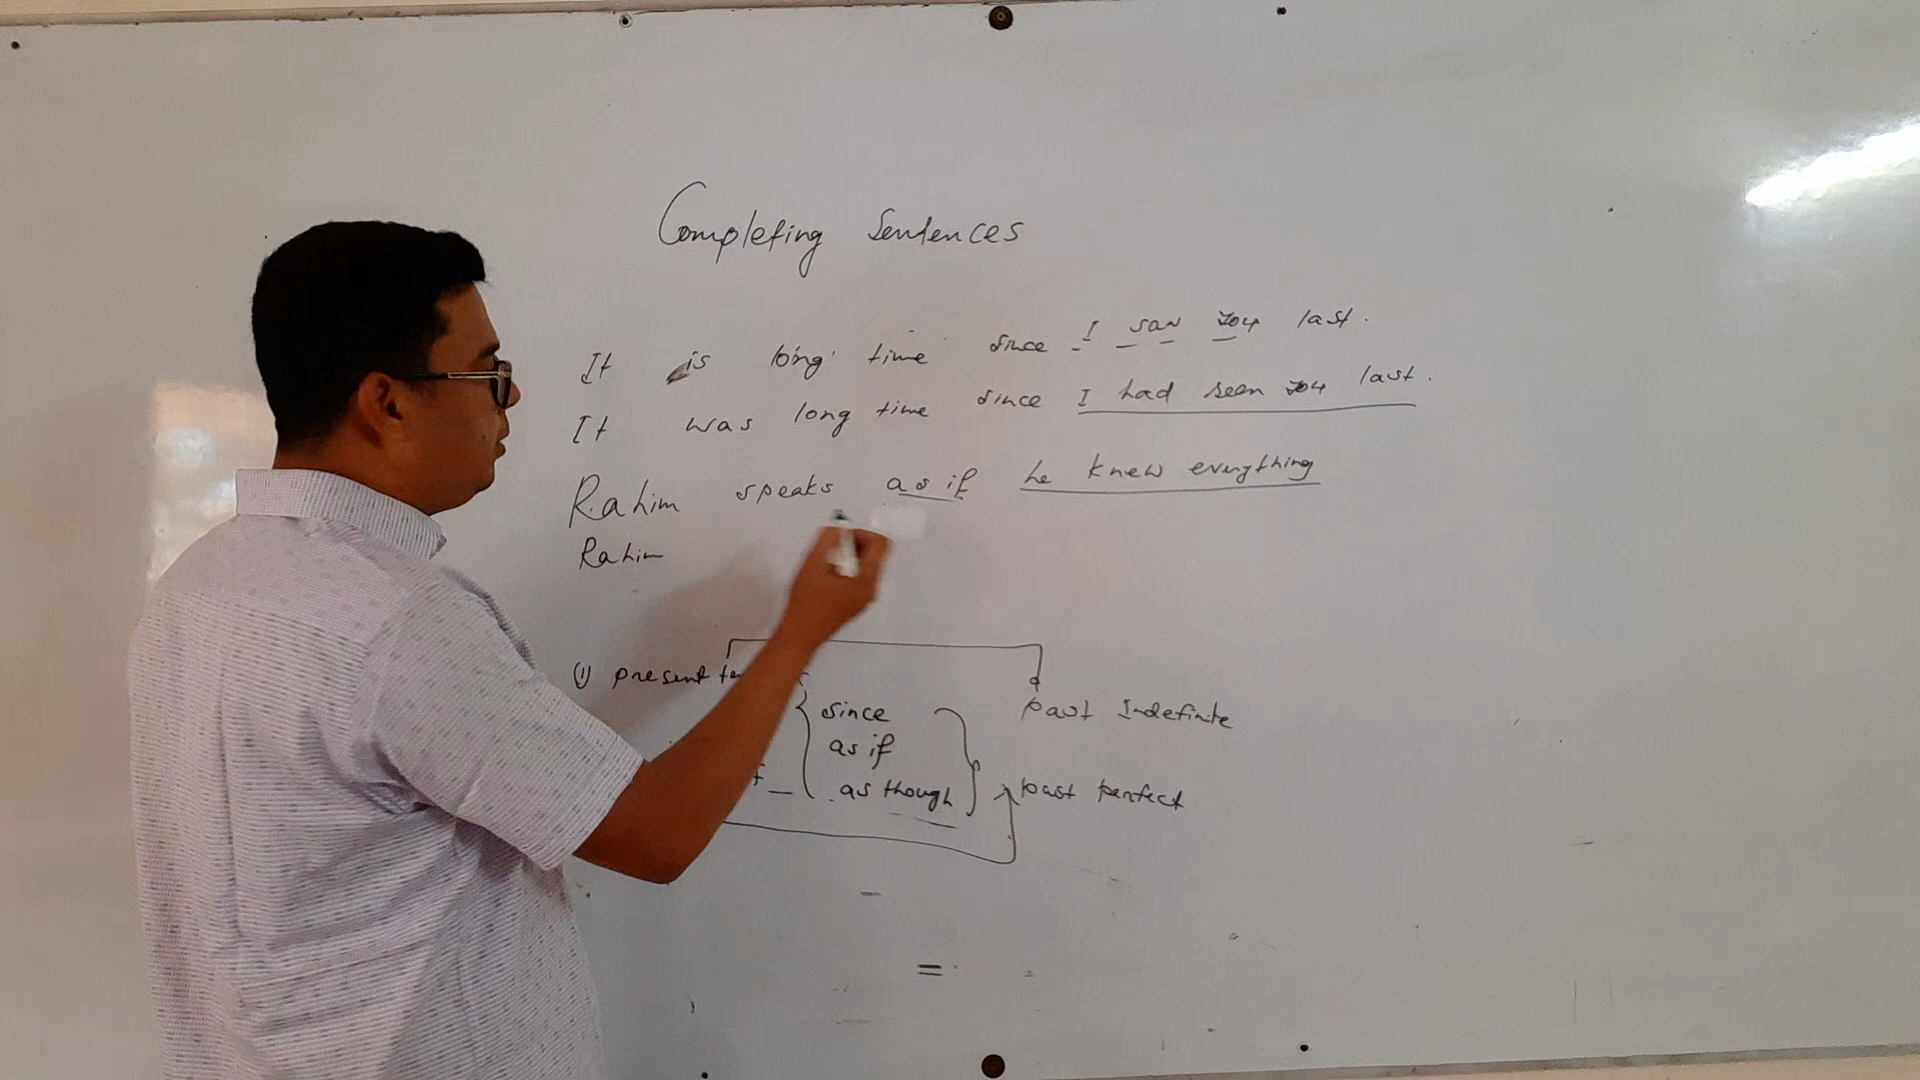 Completing Sentences
It is long time since I saw you last.
It was long time since I had seen you last.
Rahim speaks as if he knew everything
Rahim
(1) present
since
as if
as though
past Indefinite
past perfect
=